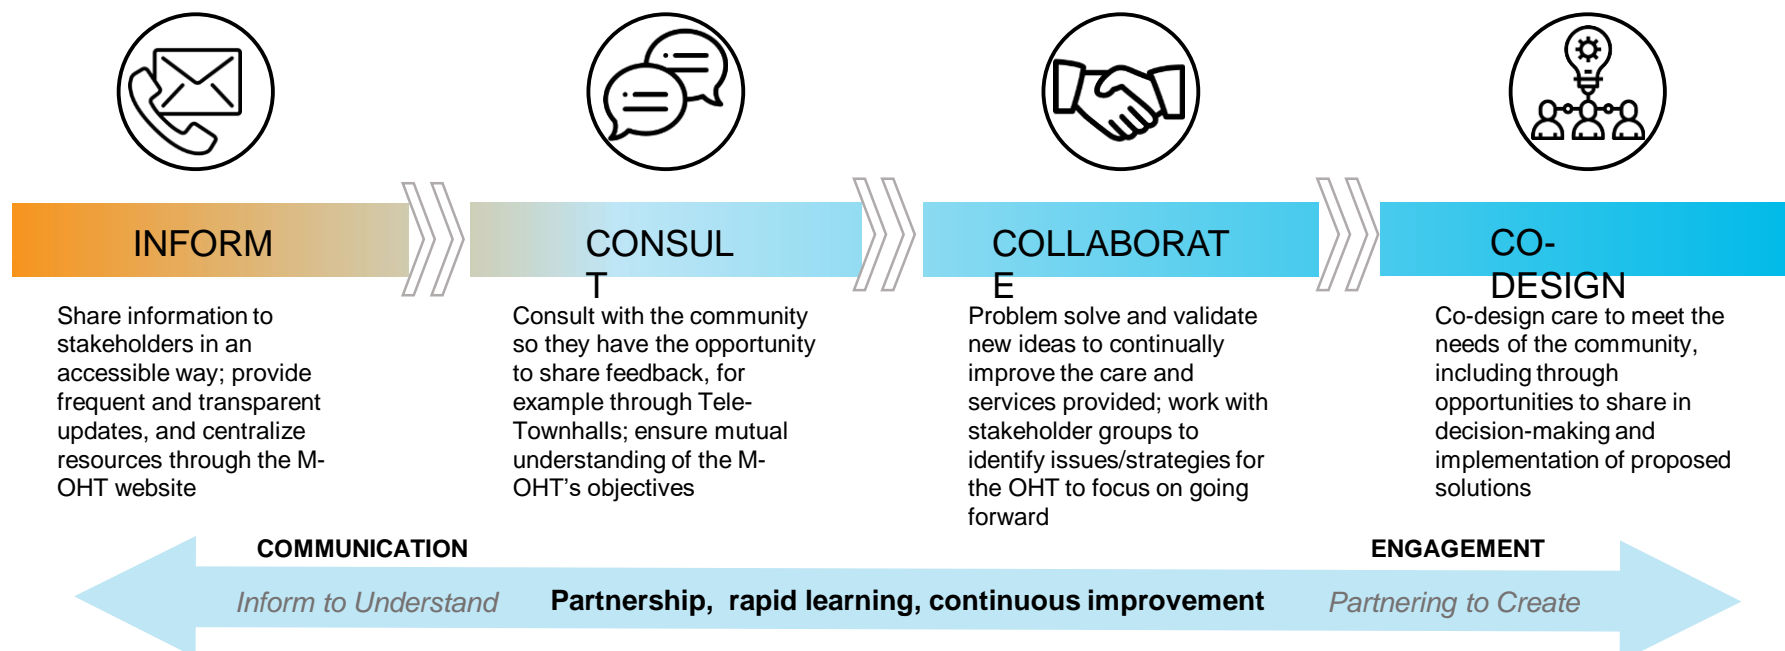 INFORM
Share information to
stakeholders in an
accessible way; provide
frequent and transparent
updates, and centralize
resources through the M-
OHT website
CONSUL
T
Consult with the community
so they have the opportunity
to share feedback, for
example through Tele-
Townhalls; ensure mutual
understanding of the M-
OHT's objectives
COLLABORAT
E
Problem solve and validate
new ideas to continually
improve the care and
services provided; work with
stakeholder groups to
identify issues/strategies for
the OHT to focus on going
forward
CO-
DESIGN
Co-design care to meet the
needs of the community,
including through
opportunities to share in
decision-making and
implementation of proposed
solutions
COMMUNICATION
ENGAGEMENT
Inform to Understand
Partnership, rapid learning, continuous improvement
Partnering to Create